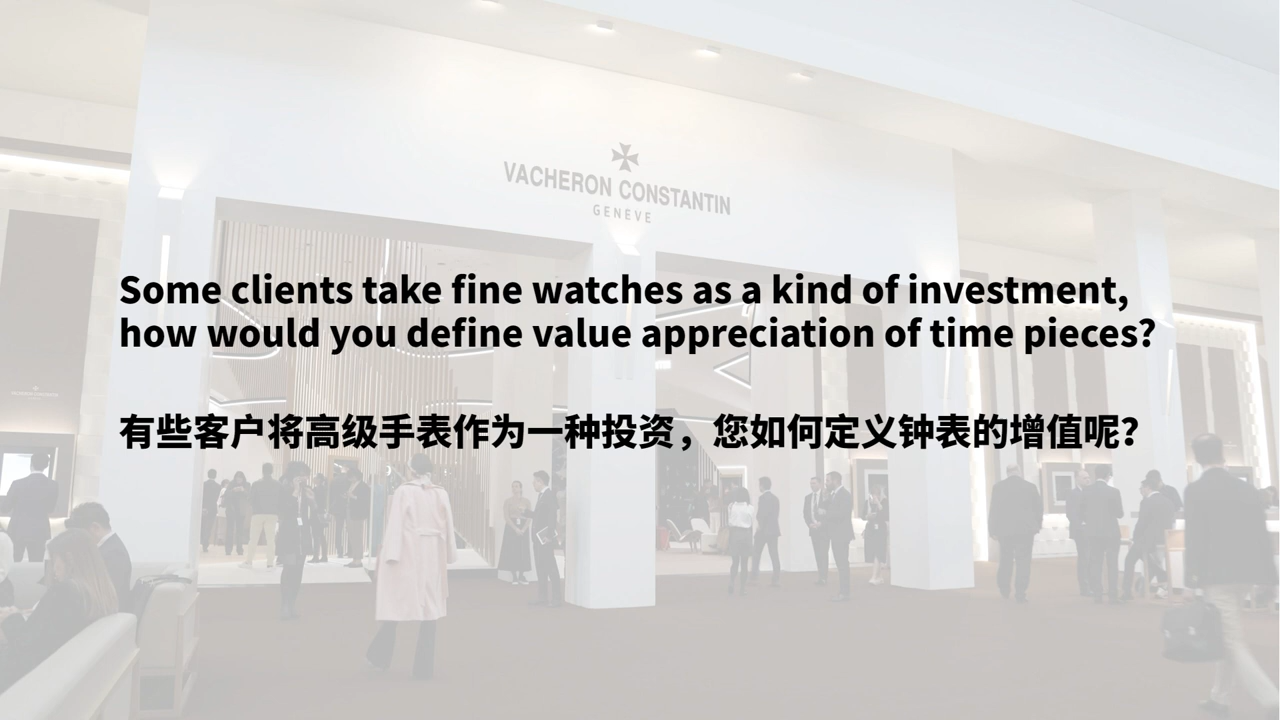 VACHERON CONSTANTIN
GENÈVE
Some clients take fine watches as a kind of investment,
how would you define value appreciation of time pieces?
有些客户将高级手表作为一种投资，您如何定义钟表的增值呢？